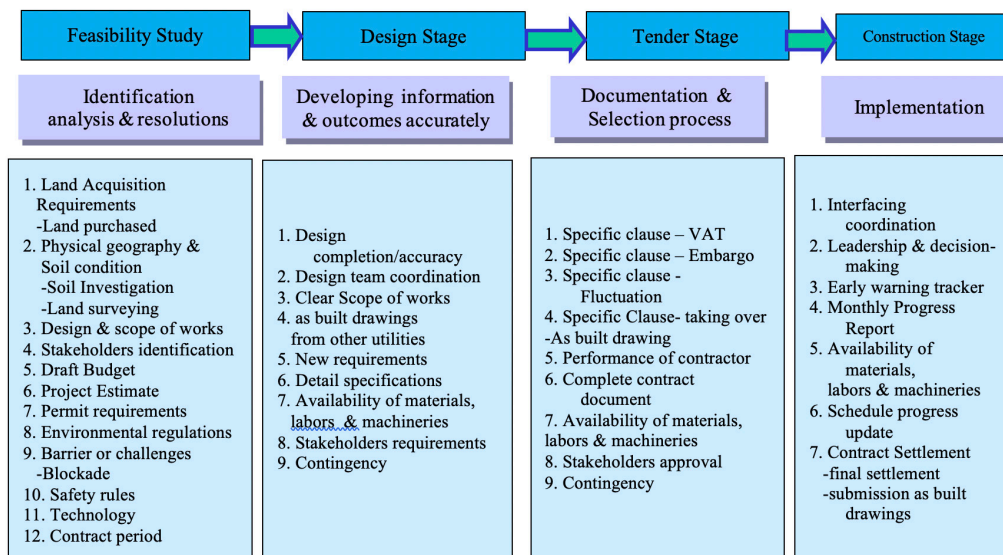 Feasibility Study
Design Stage
Tender Stage
Construction Stage
Identification
analysis & resolutions
Developing information
& outcomes accurately
Documentation &
Selection process
Implementation
1. Land Acquisition
Requirements
-Land purchased
2. Physical geography &
Soil condition
-Soil Investigation
-Land surveying
3. Design & scope of works
4. Stakeholders identification
5. Draft Budget
6. Project Estimate
7. Permit requirements
8. Environmental regulations
9. Barrier or challenges
-Blockade
10. Safety rules
11. Technology
12. Contract period
1. Design
completion/accuracy
2. Design team coordination
3. Clear Scope of works
4. as built drawings
from other utilities
5. New requirements
6. Detail specifications
7. Availability of materials,
labors & machineries
8. Stakeholders requirements
9. Contingency
1. Specific clause – VAT
2. Specific clause – Embargo
3. Specific clause -
Fluctuation
4. Specific Clause- taking over
-As built drawing
5. Performance of contractor
6. Complete contract
document
7. Availability of materials,
labors & machineries
8. Stakeholders approval
9. Contingency
1. Interfacing
coordination
2. Leadership & decision-
making
3. Early warning tracker
4. Monthly Progress
Report
5. Availability of
materials,
labors & machineries
6. Schedule progress
update
7. Contract Settlement
-final settlement
-submission as built
drawings